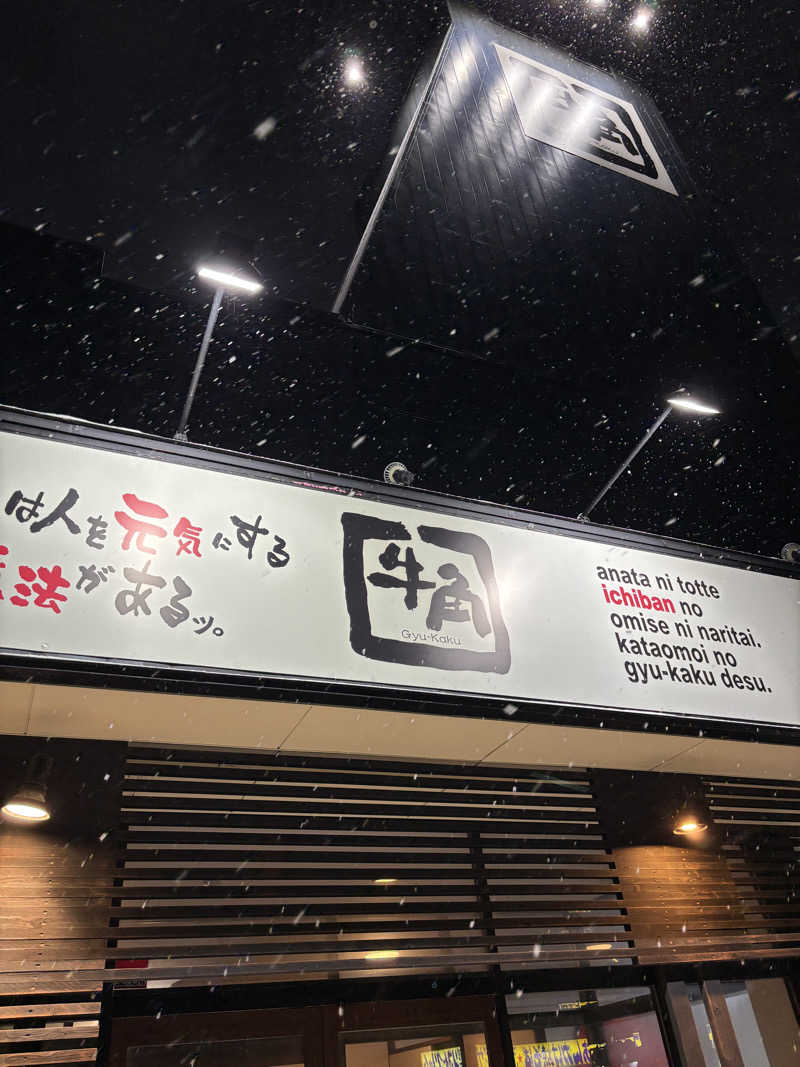 は人を元気にする
法があるッ。
牛角
Gyu-Kaku
anata ni totte
ichiban no
omise ni naritai.
kataomoi no
gyu-kaku desu.